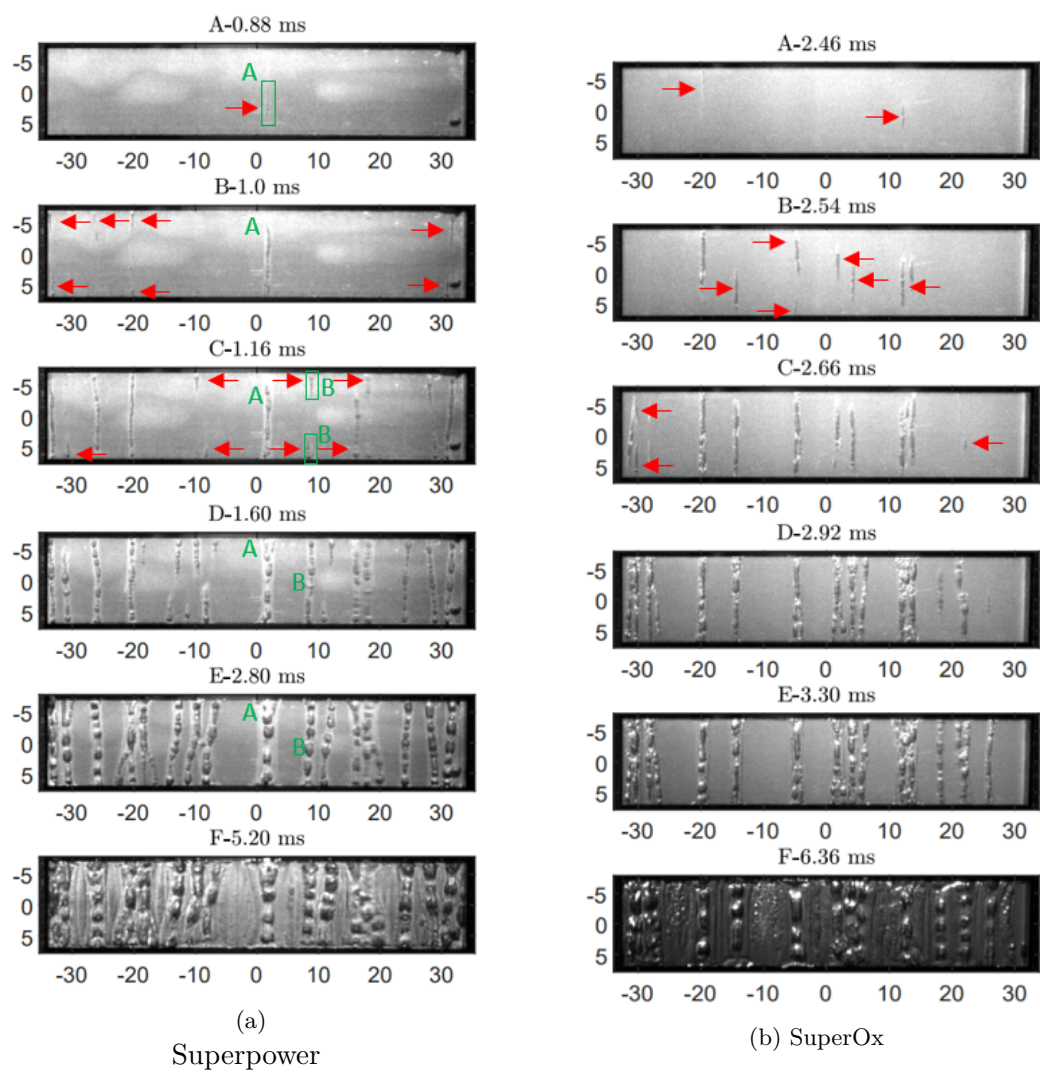 A-0.88 ms
-5
0
5
A
-30 -20 -10 0 10 20 30
B-1.0 ms
-5
0
5
A
-30 -20 -10 0 10 20 30
C-1.16 ms
-5
0
5
A
B
B
-30 -20 -10 0 10 20 30
D-1.60 ms
-5
0
5
A
B
-30 -20 -10 0 10 20 30
E-2.80 ms
-5
0
5
A
B
-30 -20 -10 0 10 20 30
F-5.20 ms
-5
0
5
-30 -20 -10 0 10 20 30
(a)
Superpower
A-2.46 ms
-5
0
5
-30 -20 -10 0 10 20 30
B-2.54 ms
-5
0
5
-30 -20 -10 0 10 20 30
C-2.66 ms
-5
0
5
-30 -20 -10 0 10 20 30
D-2.92 ms
-5
0
5
-30 -20 -10 0 10 20 30
E-3.30 ms
-5
0
5
-30 -20 -10 0 10 20 30
F-6.36 ms
-5
0
5
-30 -20 -10 0 10 20 30
(b) SuperOx